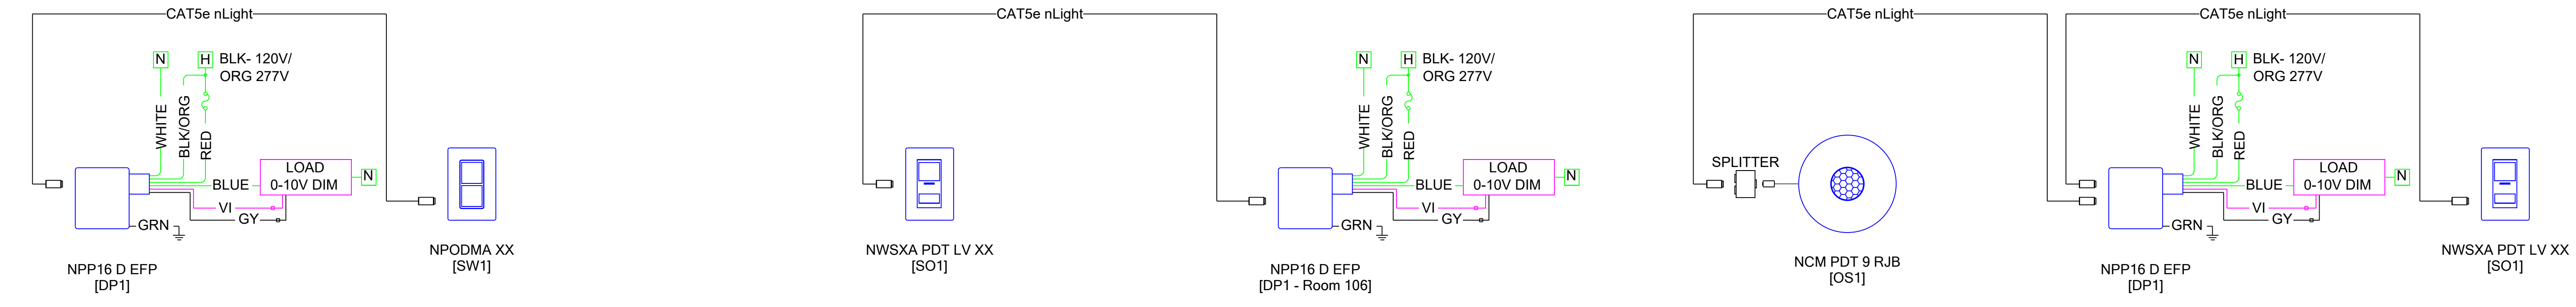 CAT5e nLight
N
H
BLK- 120V/
ORG 277V
WHITE
BLK/ORG
RED
LOAD
0-10V DIM
N
BLUE
VI
GY
GRN
NPP16 D EFP
[DP1]
NPODMA XX
[SW1]
CAT5e nLight
NWSXA PDT LV XX
[SO1]
N
H
BLK- 120V/
ORG 277V
WHITE
BLK/ORG
RED
LOAD
0-10V DIM
N
BLUE
VI
GY
GRN
NPP16 D EFP
[DP1 - Room 106]
CAT5e nLight
SPLITTER
NCM PDT 9 RJB
[OS1]
CAT5e nLight
N
H
BLK- 120V/
ORG 277V
WHITE
BLK/ORG
RED
LOAD
0-10V DIM
N
BLUE
VI
GY
GRN
NPP16 D EFP
[DP1]
NWSXA PDT LV XX
[SO1]